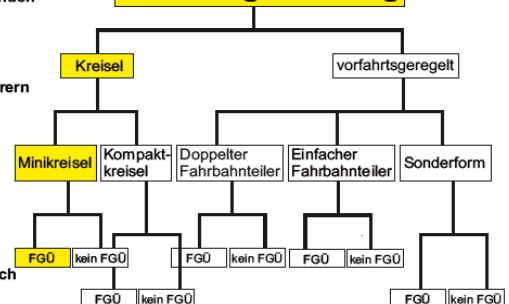 Kreisel
vorfahrtsgeregelt
rern
Minikreisel
Kompakt-
kreisel
Doppelter
Fahrbahnteiler
Einfacher
Fahrbahnteiler
Sonderform
FGÜ
kein FGÜ
FGÜ
kein FGÜ
FGÜ
kein FGÜ
ch
FGÜ
kein FGÜ
FGÜ
kein FGÜ